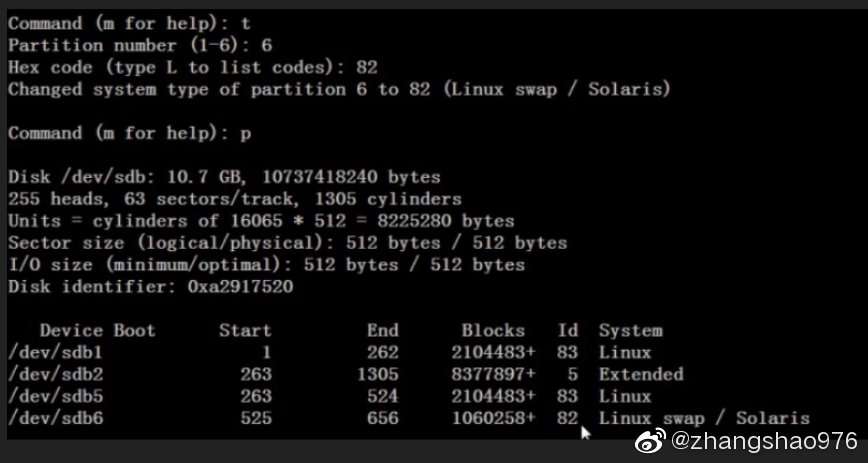 Command (m for help): t
Partition number (1-6): 6
Hex code (type L to list codes): 82
Changed system type of partition 6 to 82 (Linux swap / Solaris)
Command (m for help): p
Disk /dev/sdb: 10.7 GB, 10737418240 bytes
255 heads, 63 sectors/track, 1305 cylinders
Units = cylinders of 16065 * 512 = 8225280 bytes
Sector size (logical/physical): 512 bytes / 512 bytes
I/O size (minimum/optimal): 512 bytes / 512 bytes
Disk identifier: 0xa2917520
Device Boot Start End Blocks Id System
/dev/sdb1 1 262 2104483+ 83 Linux
/dev/sdb2 263 1305 8377897+ 5 Extended
/dev/sdb5 263 524 2104483+ 83 Linux
/dev/sdb6 525 656 1060258+ 82 Linux swap / Solaris
@zhangshao976